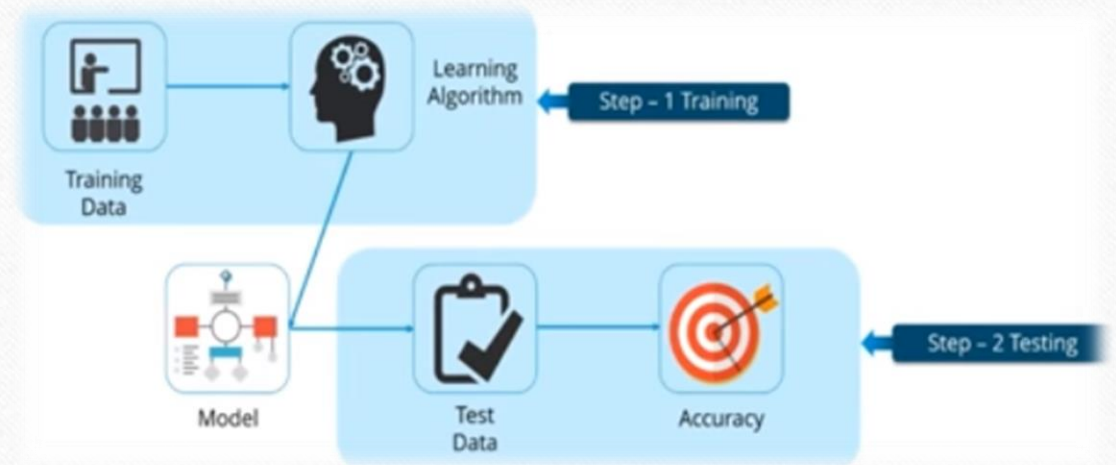 Learning
Algorithm
Step – 1 Training
Training
Data
Step – 2 Testing
Model
Test
Data
Accuracy